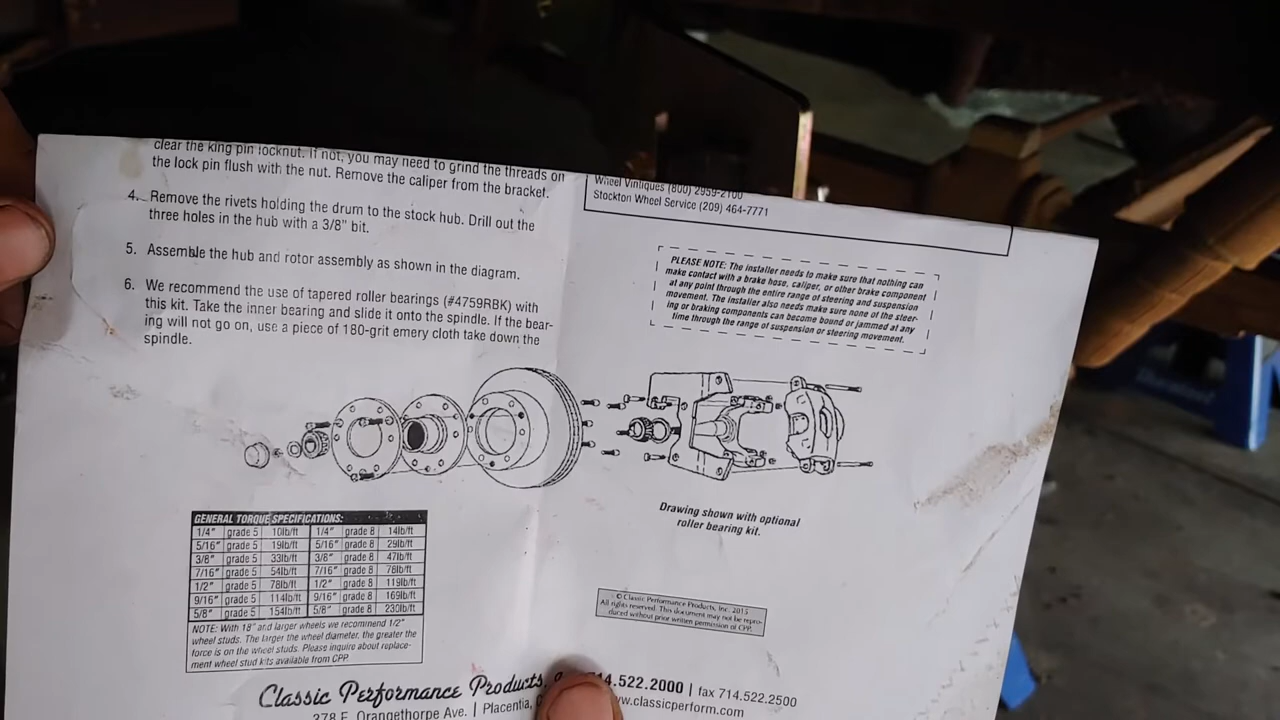 clear the king pin locknut. If not, you may need to grind the threads on
the lock pin flush with the nut. Remove the caliper from the bracket.
4. Remove the rivets holding the drum to the stock hub. Drill out the
three holes in the hub with a 3/8" bit.
5. Assemble the hub and rotor assembly as shown in the diagram.
6. We recommend the use of tapered roller bearings (#4759RBK) with
this kit. Take the inner bearing and slide it onto the spindle. If the bear-
ing will not go on, use a piece of 180-grit emery cloth take down the
spindle.
Wheel Vintiques (800) 2959-2100
Stockton Wheel Service (209) 464-7771
PLEASE NOTE: The installer needs to make sure that nothing can
make contact with a brake hose, caliper, or other brake component
at any point through the entire range of steering and suspension
movement. The installer also needs make sure none of the steer-
ing or braking components can become bound or jammed at any
time through the range of suspension or steering movement.
Drawing shown with optional
roller bearing kit.
GENERAL TORQUE SPECIFICATIONS:
1/4" grade 5 10lb/ft 1/4" grade 8 14lb/ft
5/16" grade 5 19lb/ft 5/16" grade 8 29lb/ft
3/8" grade 5 33lb/ft 3/8" grade 8 47lb/ft
7/16" grade 5 54lb/ft 7/16" grade 8 78lb/ft
1/2" grade 5 78lb/ft 1/2" grade 8 119lb/ft
9/16" grade 5 114lb/ft 9/16" grade 8 169lb/ft
5/8" grade 5 154lb/ft 5/8" grade 8 230lb/ft
NOTE: With 18" and larger wheels we recommend 1/2"
wheel studs. The larger the wheel diameter, the greater the
force is on the wheel studs. Please inquire about replace-
ment wheel stud kits available from CPP.
© Classic Performance Products, Inc. 2015
All rights reserved. This document may not be repro-
duced without prior written permission of CPP.
Classic Performance Products, 14.522.2000 | fax 714.522.2500
378 E. Orangethorpe Ave. | Placentia, www.classicperform.com